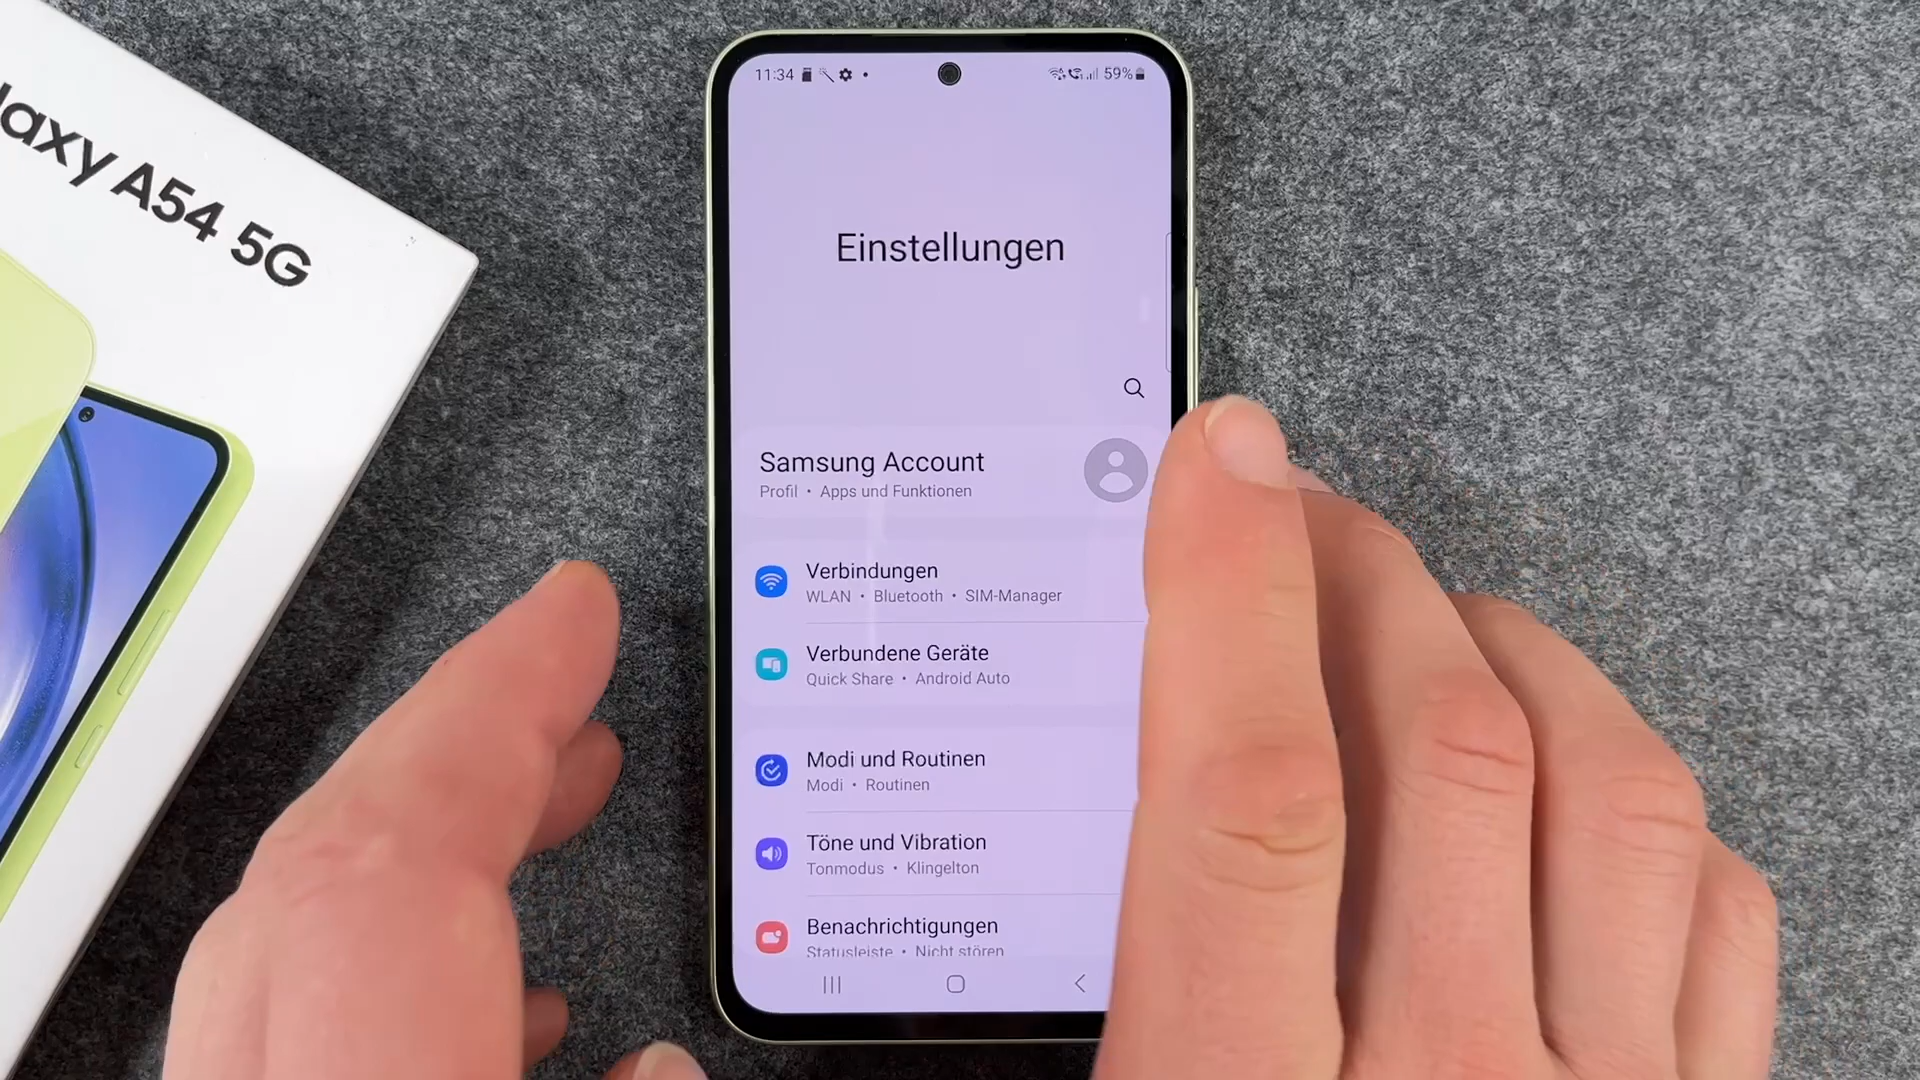 laxy A54 5G
11:34
59%
Einstellungen
Samsung Account
Profil • Apps und Funktionen
Verbindungen
WLAN • Bluetooth • SIM-Manager
Verbundene Geräte
Quick Share • Android Auto
Modi und Routinen
Modi • Routinen
Töne und Vibration
Tonmodus • Klingelton
Benachrichtigungen
Statusleiste • Nicht stören